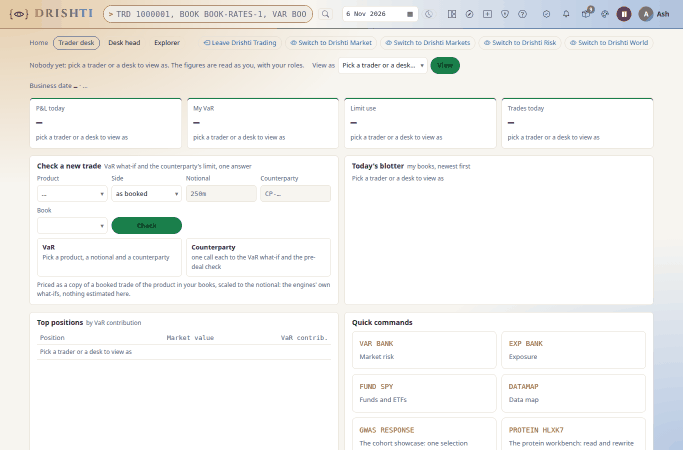 {👁} DRISHTI > TRD 1000001, BOOK BOOK-RATES-1, VAR BOO 6 Nov 2026 A Ash
Home Trader desk Desk head Explorer Leave Drishti Trading Switch to Drishti Market Switch to Drishti Markets Switch to Drishti Risk Switch to Drishti World
Nobody yet: pick a trader or a desk to view as. The figures are read as you, with your roles. View as Pick a trader or a desk... View
Business date – · ...
P&L today My VaR Limit use Trades today
– – – –
pick a trader or a desk to view as pick a trader or a desk to view as pick a trader or a desk to view as pick a trader or a desk to view as
Check a new trade VaR what-if and the counterparty's limit, one answer
Product Side Notional Counterparty
... as booked 250m CP-…
Book
Check
VaR
Pick a product, a notional and a counterparty
Counterparty
one call each to the VaR what-if and the pre-
deal check
Priced as a copy of a booked trade of the product in your books, scaled to the notional: the engines' own
what-ifs, nothing estimated here.
Today's blotter my books, newest first
Pick a trader or a desk to view as
Top positions by VaR contribution
Position Market value VaR contrib.
Pick a trader or a desk to view as
Quick commands
VAR BANK
Market risk
EXP BANK
Exposure
FUND SPY
Funds and ETFs
DATAMAP
Data map
GWAS RESPONSE
The cohort showcase: one selection
PROTEIN HLXK7
The protein workbench: read and rewrite